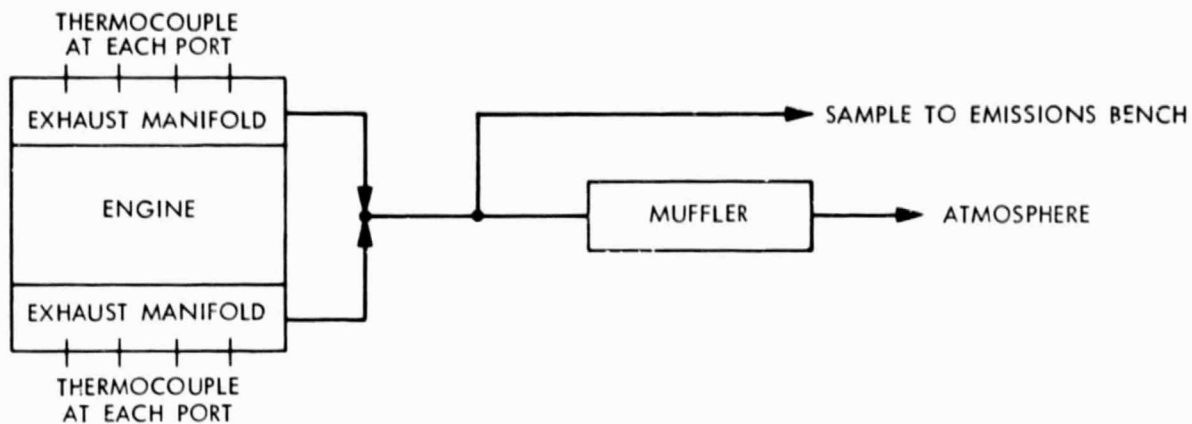 THERMOCOUPLE
AT EACH PORT
EXHAUST MANIFOLD
SAMPLE TO EMISSIONS BENCH
ENGINE
MUFFLER
ATMOSPHERE
EXHAUST MANIFOLD
THERMOCOUPLE
AT EACH PORT